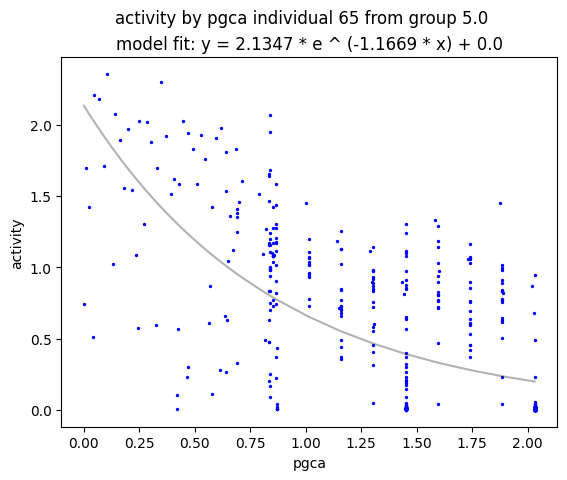 activity by pgca individual 65 from group 5.0
model fit: y = 2.1347 * e ^ (-1.1669 * x) + 0.0
2.0
1.5
1.0
0.5
0.0
activity
0.00 0.25 0.50 0.75 1.00 1.25 1.50 1.75 2.00
pgca